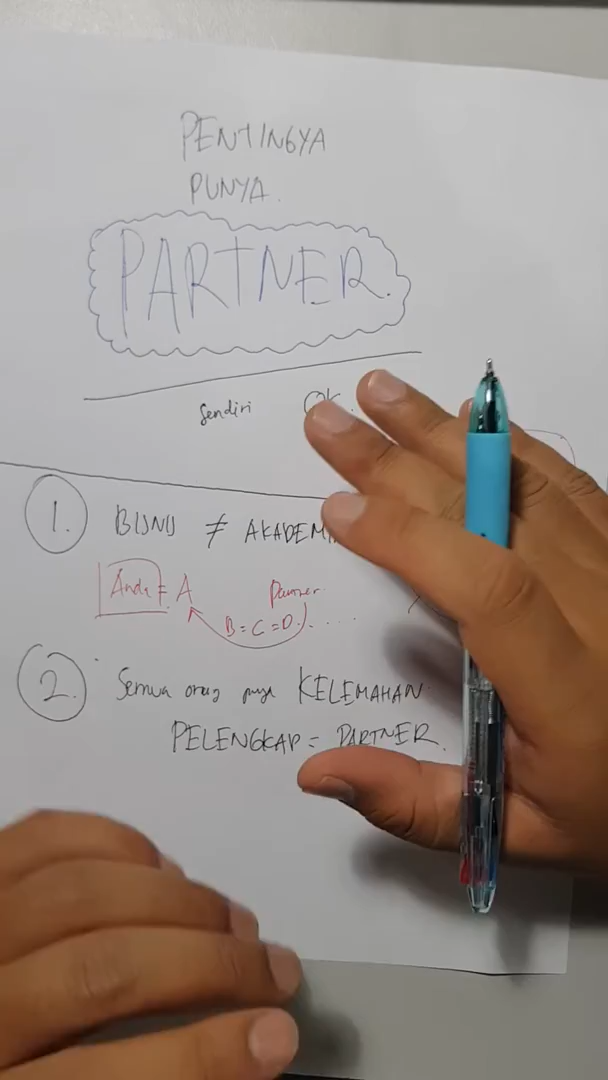 PENTINGYA
PUNYA.
PARTNER.
Sendiri OK.
1. BISNIS ≠ AKADEM
Anda = A Partner
B = C = D. . . . .
2. Semua orang punya KELEMAHAN
PELENGKAP = PARTNER.